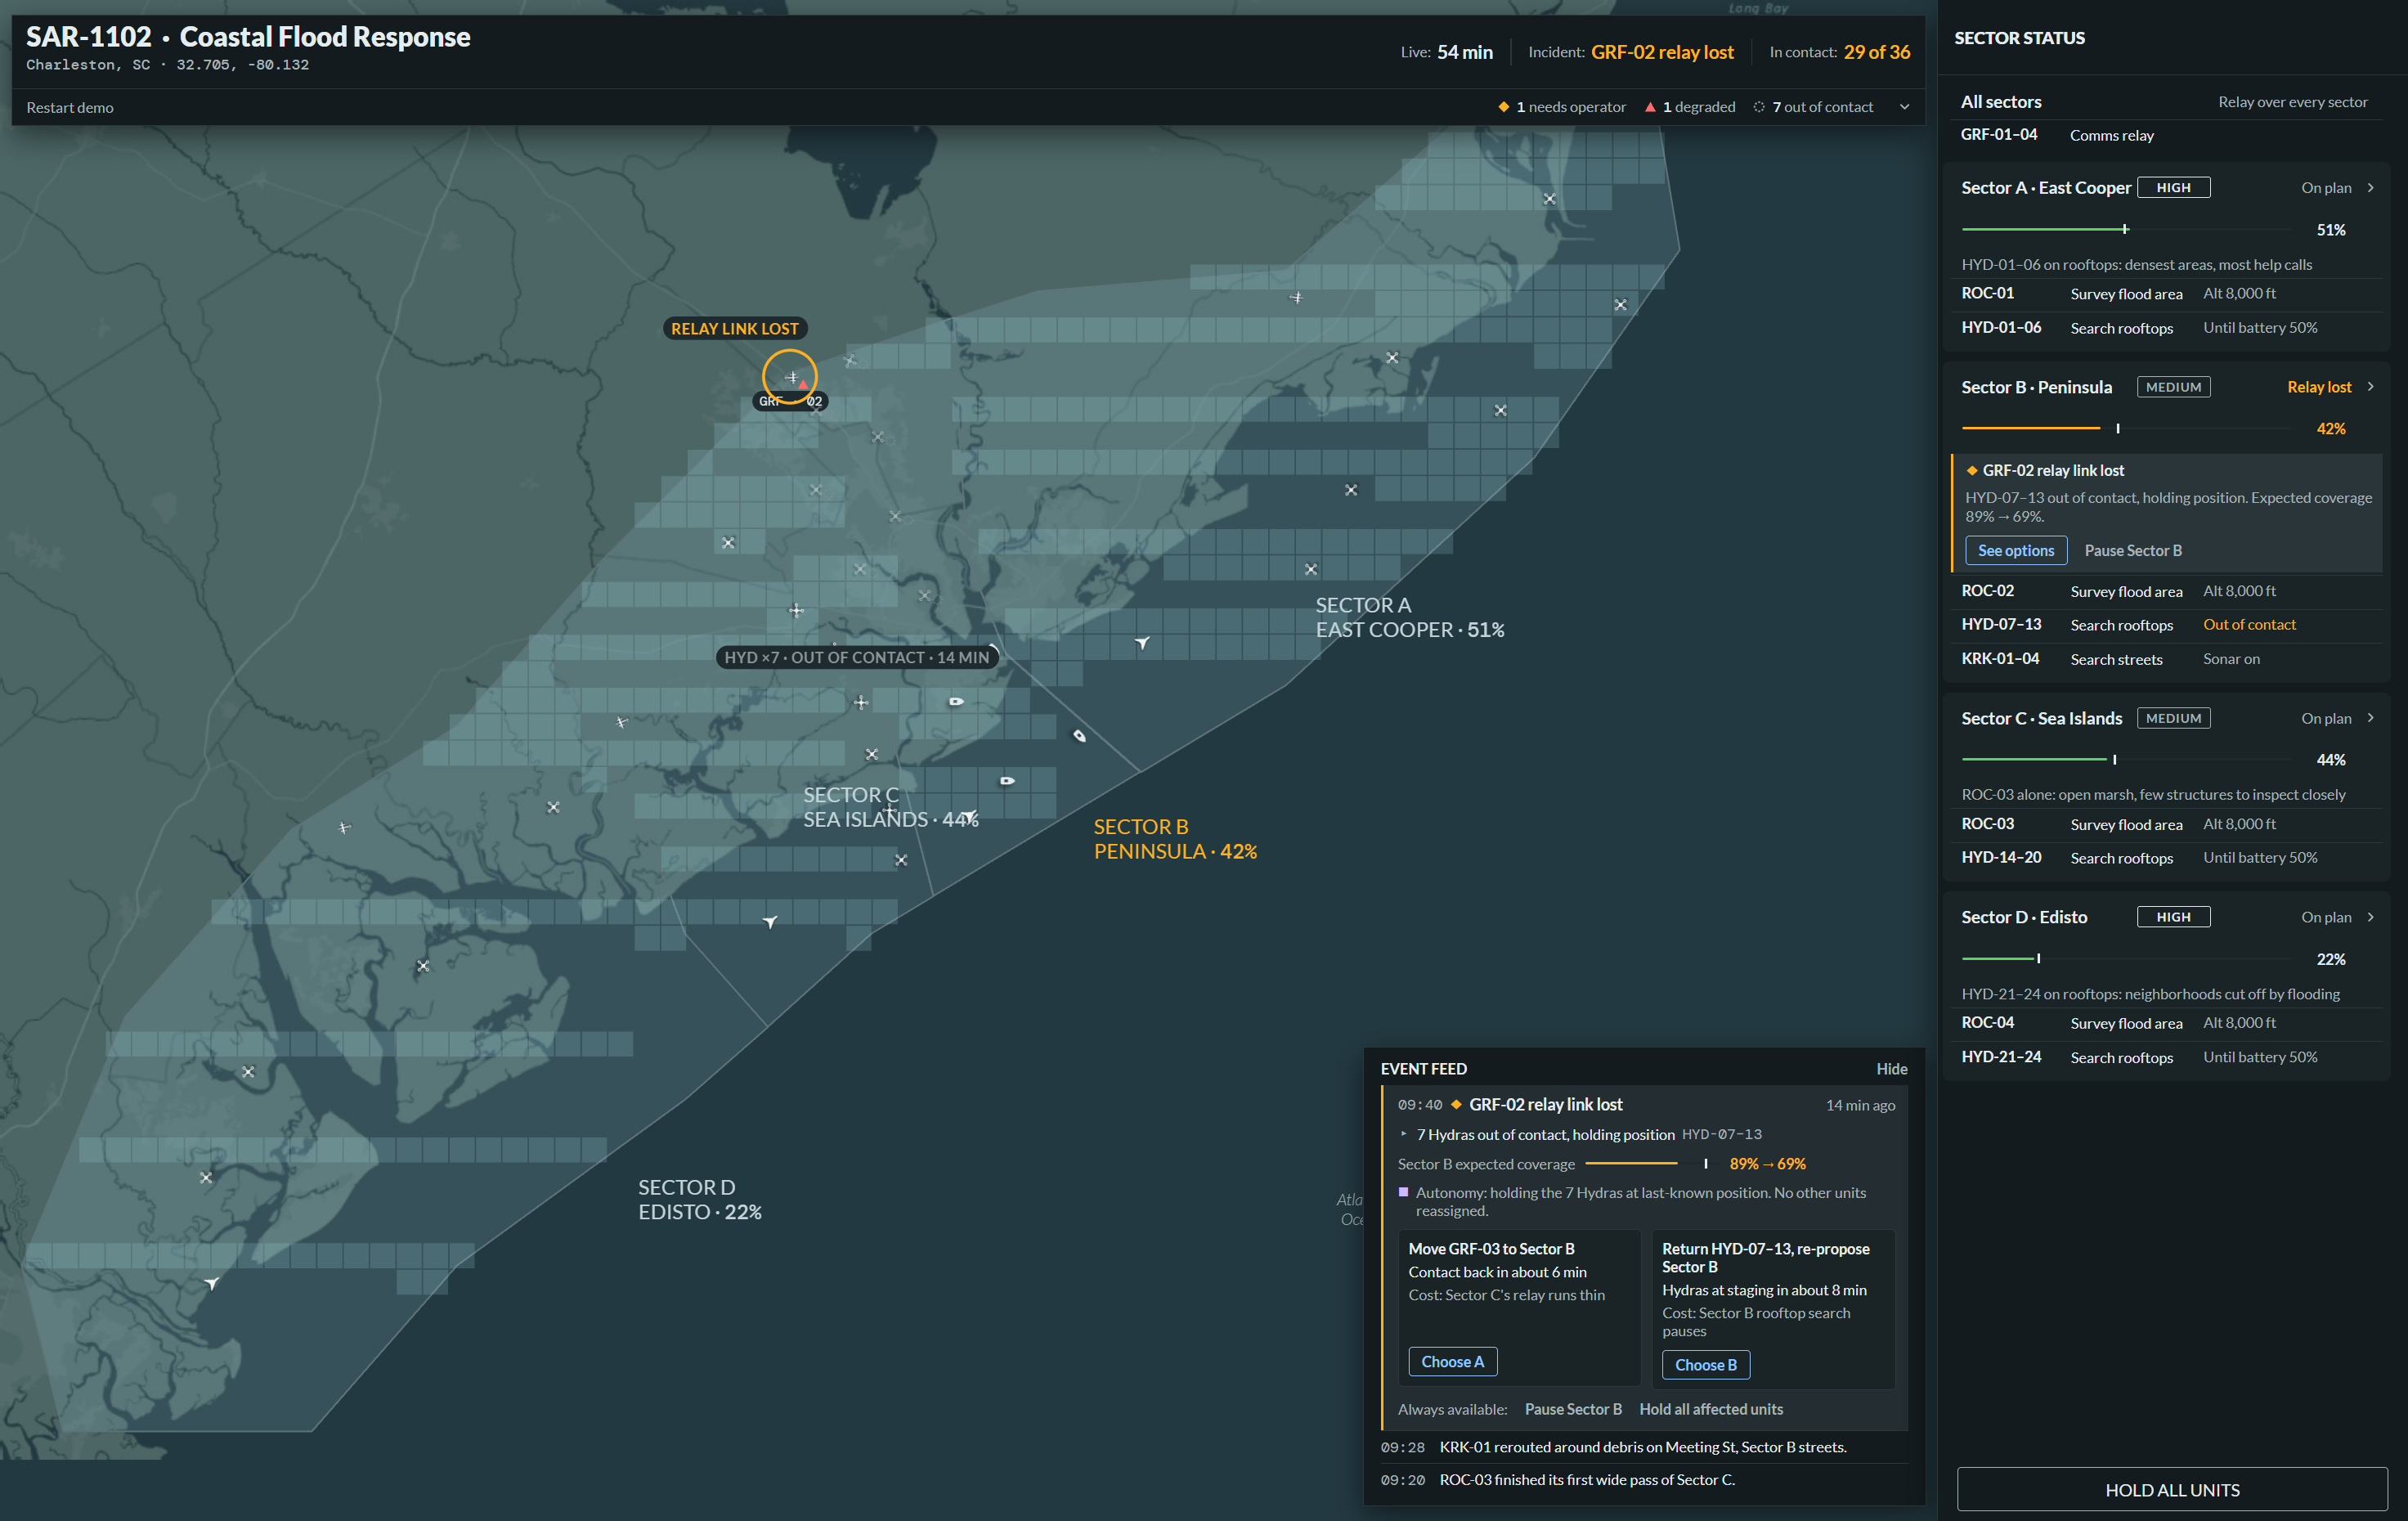 Long Bay
SAR-1102 · Coastal Flood Response
Charleston, SC · 32.705, -80.132
Live: 54 min
Incident: GRF-02 relay lost
In contact: 29 of 36
Restart demo
1 needs operator
1 degraded
7 out of contact
RELAY LINK LOST
GRF 02
HYD ×7 · OUT OF CONTACT · 14 MIN
SECTOR A
EAST COOPER · 51%
SECTOR C
SEA ISLANDS · 44%
SECTOR B
PENINSULA · 42%
SECTOR D
EDISTO · 22%
EVENT FEED
Hide
09:40 GRF-02 relay link lost 14 min ago
7 Hydras out of contact, holding position HYD-07-13
Sector B expected coverage 89% → 69%
Autonomy: holding the 7 Hydras at last-known position. No other units
reassigned.
Move GRF-03 to Sector B
Contact back in about 6 min
Cost: Sector C's relay runs thin
Choose A
Return HYD-07–13, re-propose
Sector B
Hydras at staging in about 8 min
Cost: Sector B rooftop search
pauses
Choose B
Always available: Pause Sector B Hold all affected units
09:28 KRK-01 rerouted around debris on Meeting St, Sector B streets.
09:20 ROC-03 finished its first wide pass of Sector C.
SECTOR STATUS
All sectors Relay over every sector
GRF-01–04 Comms relay
Sector A · East Cooper HIGH On plan
51%
HYD-01–06 on rooftops: densest areas, most help calls
ROC-01 Survey flood area Alt 8,000 ft
HYD-01–06 Search rooftops Until battery 50%
Sector B · Peninsula MEDIUM Relay lost
42%
GRF-02 relay link lost
HYD-07–13 out of contact, holding position. Expected coverage
89% → 69%.
See options Pause Sector B
ROC-02 Survey flood area Alt 8,000 ft
HYD-07–13 Search rooftops Out of contact
KRK-01–04 Search streets Sonar on
Sector C · Sea Islands MEDIUM On plan
44%
ROC-03 alone: open marsh, few structures to inspect closely
ROC-03 Survey flood area Alt 8,000 ft
HYD-14–20 Search rooftops Until battery 50%
Sector D · Edisto HIGH On plan
22%
HYD-21–24 on rooftops: neighborhoods cut off by flooding
ROC-04 Survey flood area Alt 8,000 ft
HYD-21–24 Search rooftops Until battery 50%
HOLD ALL UNITS